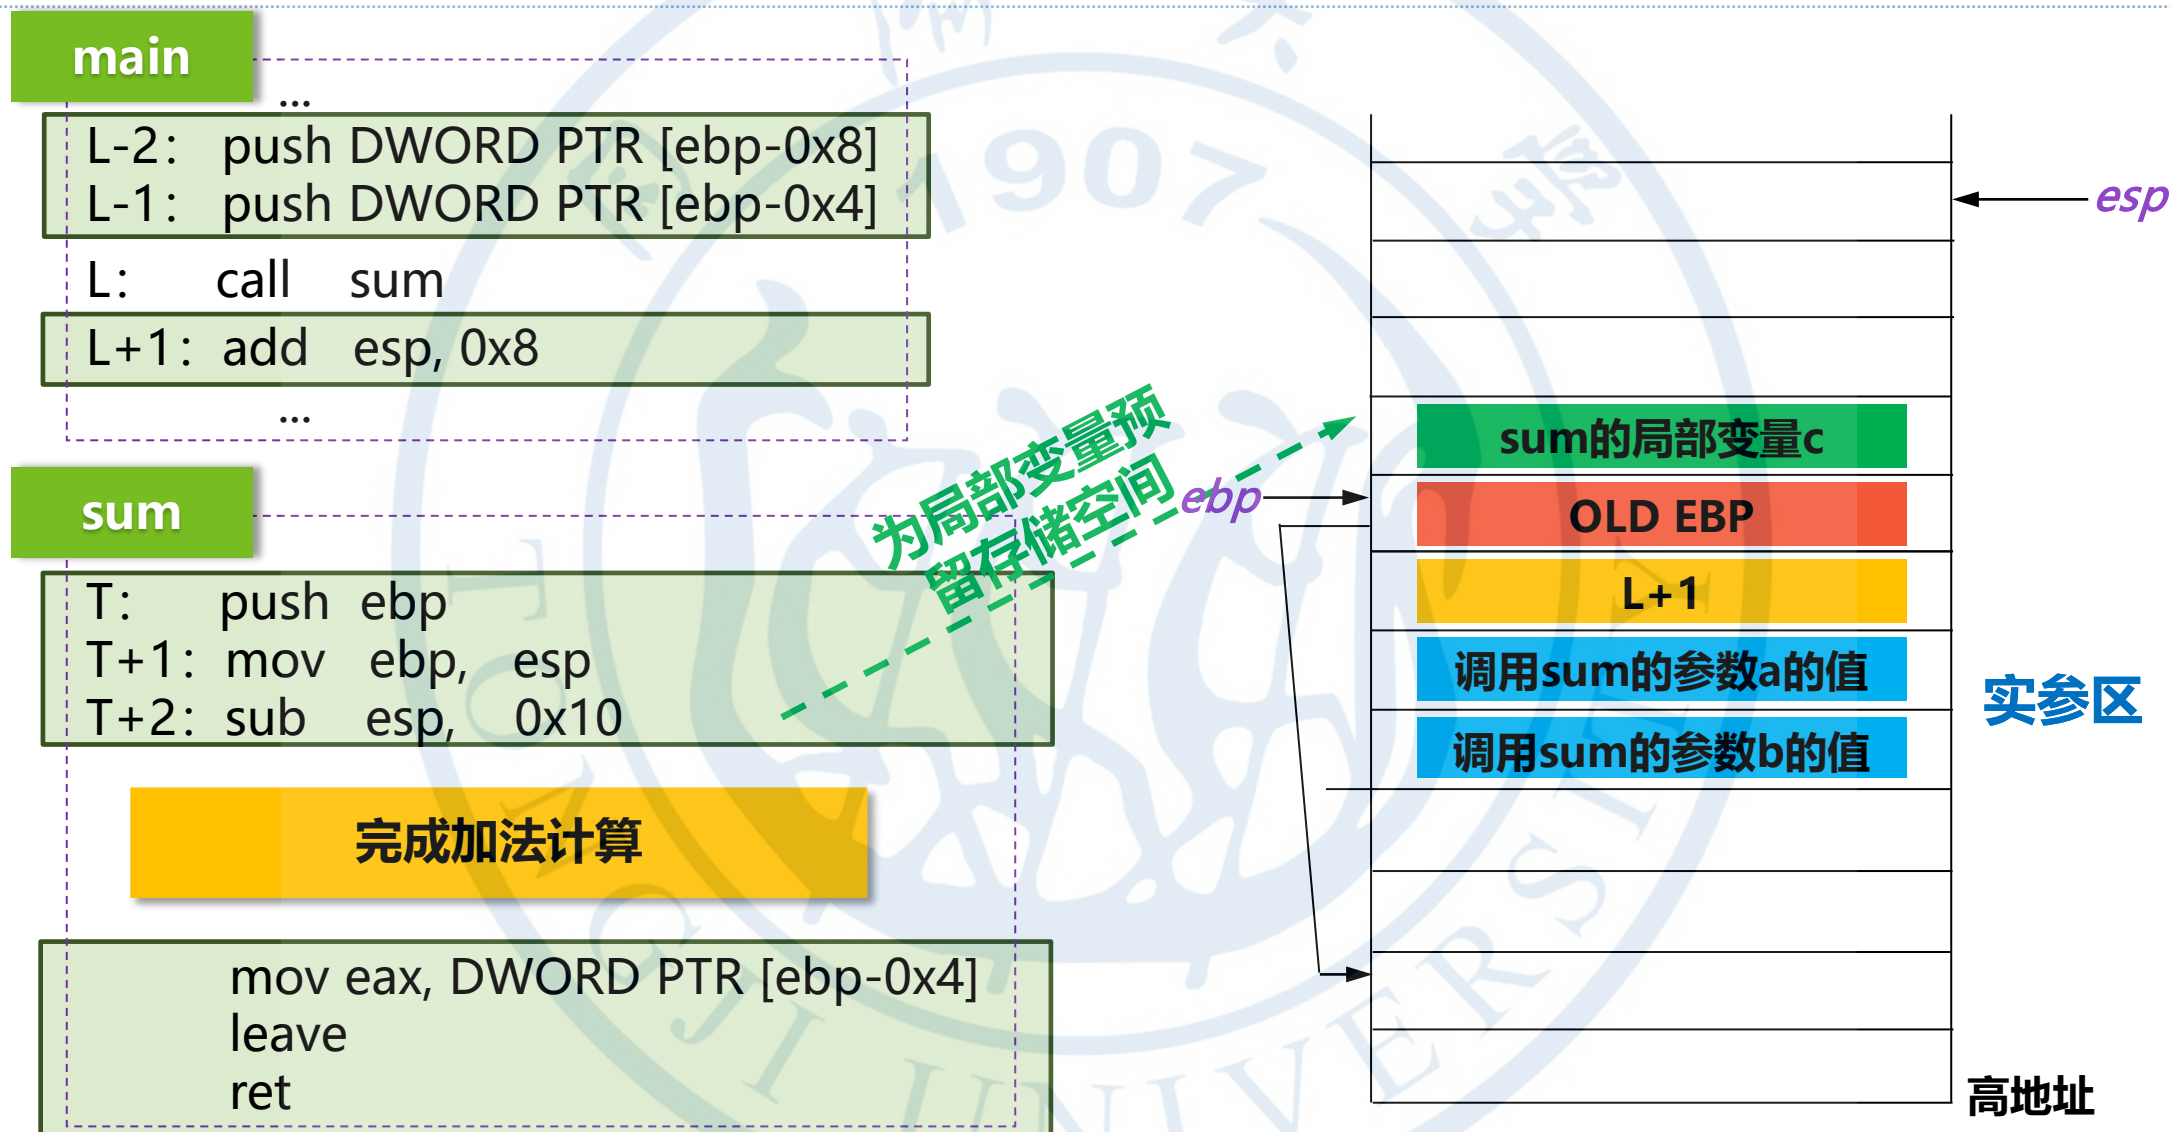 main
...
L-2: push DWORD PTR [ebp-0x8]
L-1: push DWORD PTR [ebp-0x4]
L: call sum
L+1: add esp, 0x8
...
sum
T: push ebp
T+1: mov ebp, esp
T+2: sub esp, 0x10
完成加法计算
mov eax, DWORD PTR [ebp-0x4]
leave
ret
为局部变量预
留存储空间
ebp
esp
sum的局部变量c
OLD EBP
L+1
调用sum的参数a的值
调用sum的参数b的值
实参区
高地址
1907
TONGJI UNIVERSITY